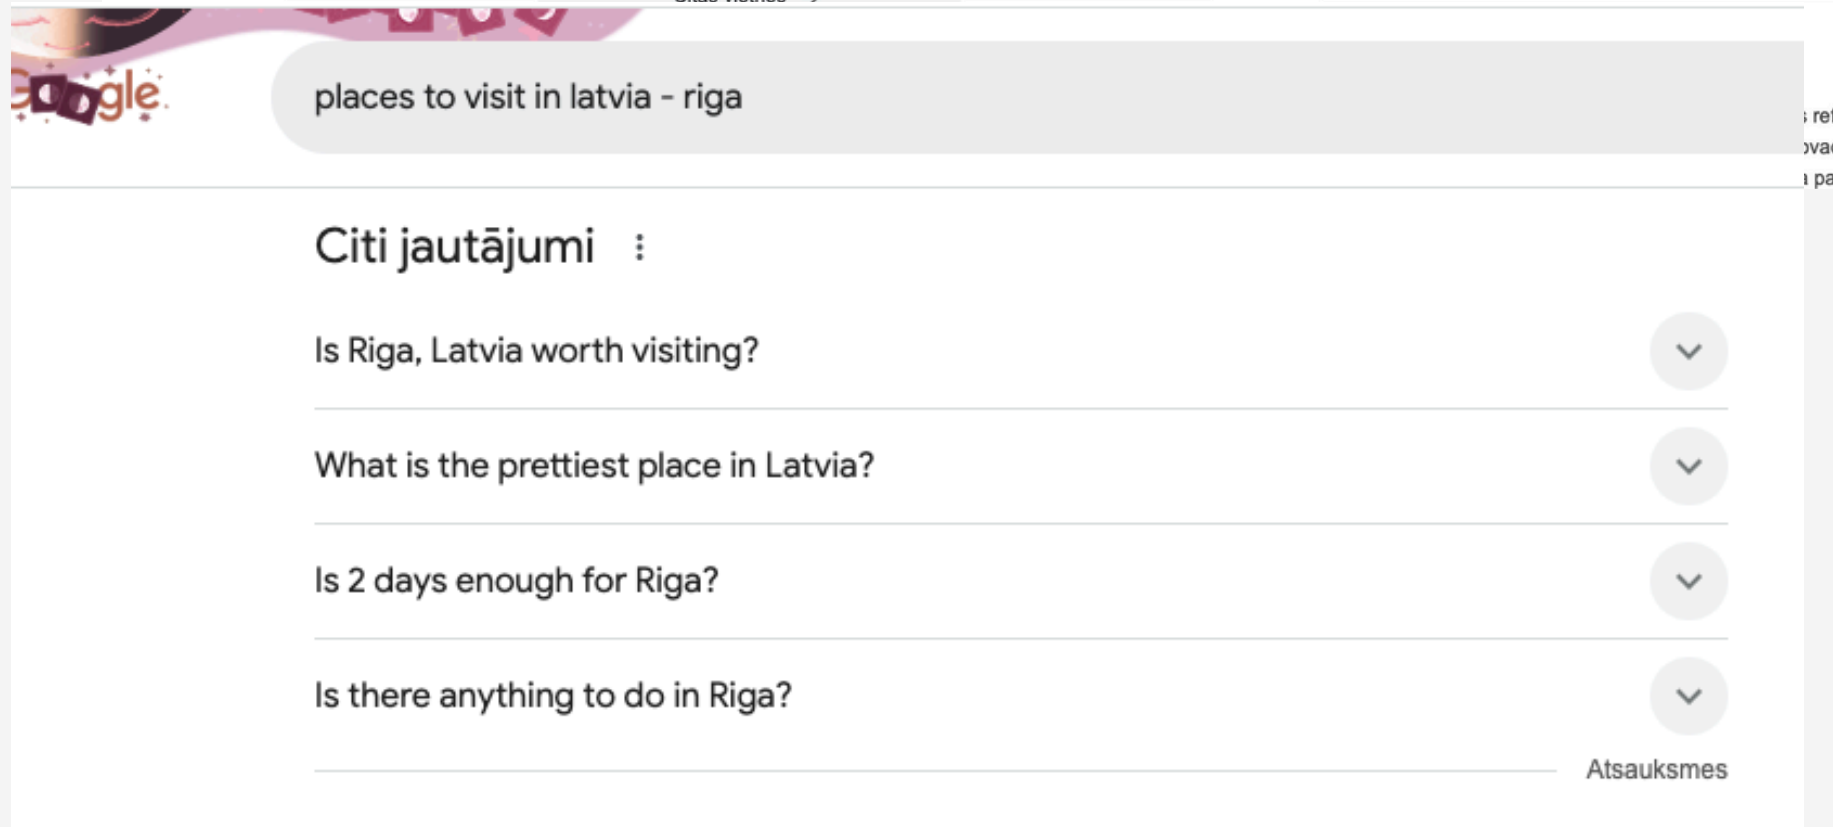 Google
places to visit in latvia - riga
Citi jautājumi
Is Riga, Latvia worth visiting?
What is the prettiest place in Latvia?
Is 2 days enough for Riga?
Is there anything to do in Riga?
Atsauksmes